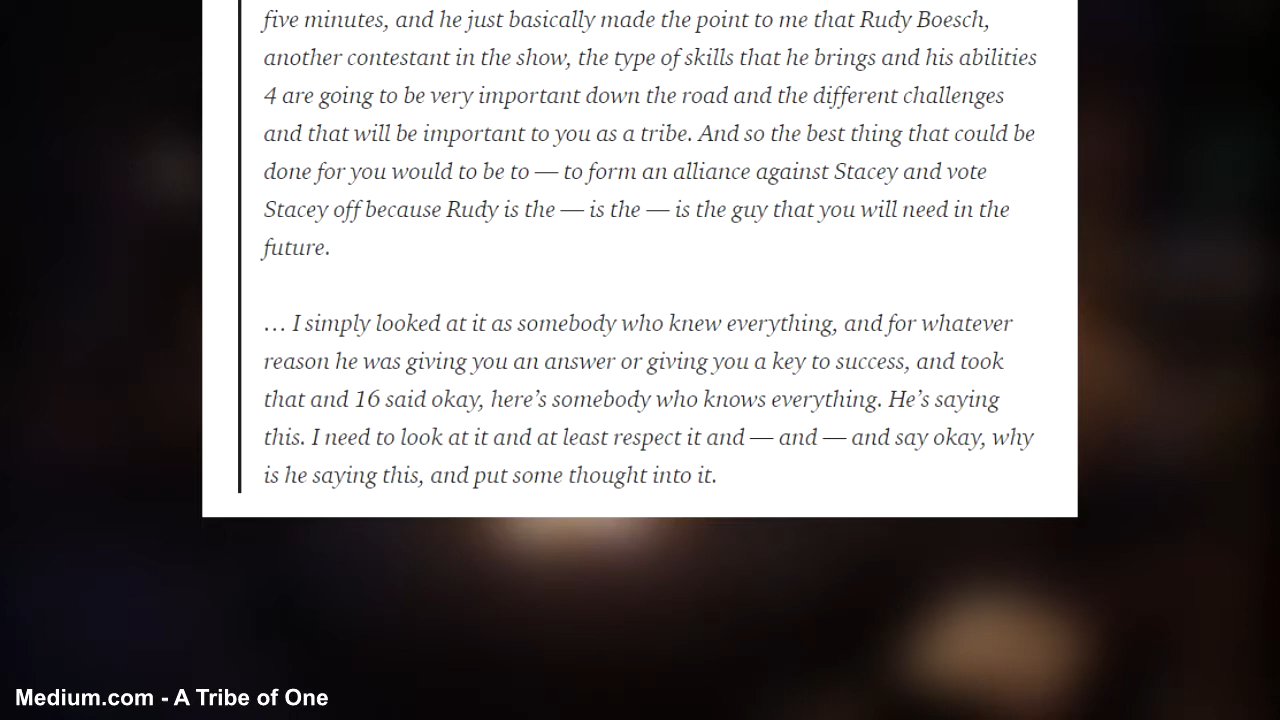 five minutes, and he just basically made the point to me that Rudy Boesch,
another contestant in the show, the type of skills that he brings and his abilities
4 are going to be very important down the road and the different challenges
and that will be important to you as a tribe. And so the best thing that could be
done for you would to be to — to form an alliance against Stacey and vote
Stacey off because Rudy is the — is the — is the guy that you will need in the
future.
… I simply looked at it as somebody who knew everything, and for whatever
reason he was giving you an answer or giving you a key to success, and took
that and 16 said okay, here’s somebody who knows everything. He’s saying
this. I need to look at it and at least respect it and — and — and say okay, why
is he saying this, and put some thought into it.
Medium.com - A Tribe of One